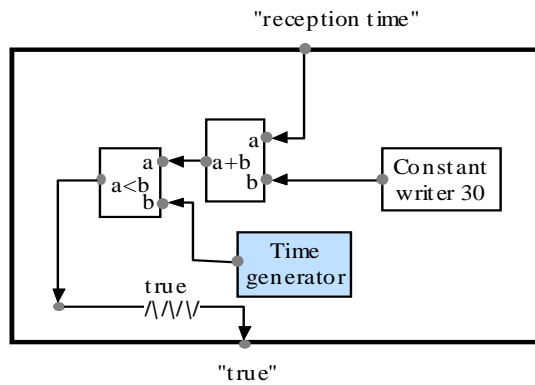 "reception time"
a
a+b
b
Constant
writer 30
a
a<b
b
Time
generator
true
/\/\/\/\/
"true"